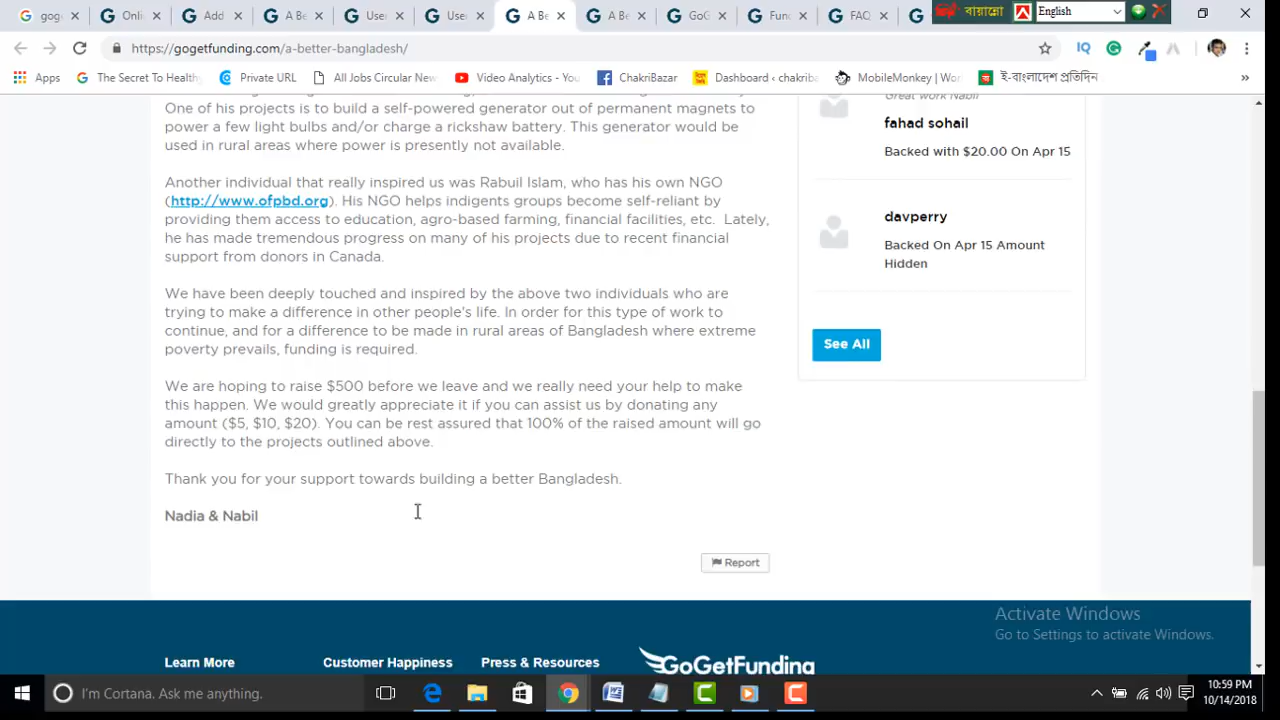 gogo
Onli
Add
A Be
User
User
A Be
A Be
GoG
Fund
FAQ
বায়ান্নো
English
https://gogetfunding.com/a-better-bangladesh/
Apps
The Secret To Healthy
Private URL
All Jobs Circular New
Video Analytics - You
ChakriBazar
Dashboard ‹ chakriba
MobileMonkey | Wor
ই-বাংলাদেশ প্রতিদিন
»
One of his projects is to build a self-powered generator out of permanent magnets to
power a few light bulbs and/or charge a rickshaw battery. This generator would be
used in rural areas where power is presently not available.
Another individual that really inspired us was Rabuil Islam, who has his own NGO
(http://www.ofpbd.org). His NGO helps indigents groups become self-reliant by
providing them access to education, agro-based farming, financial facilities, etc. Lately,
he has made tremendous progress on many of his projects due to recent financial
support from donors in Canada.
We have been deeply touched and inspired by the above two individuals who are
trying to make a difference in other people's life. In order for this type of work to
continue, and for a difference to be made in rural areas of Bangladesh where extreme
poverty prevails, funding is required.
We are hoping to raise $500 before we leave and we really need your help to make
this happen. We would greatly appreciate it if you can assist us by donating any
amount ($5, $10, $20). You can be rest assured that 100% of the raised amount will go
directly to the projects outlined above.
Thank you for your support towards building a better Bangladesh.
Nadia & Nabil
Great work Nabil
fahad sohail
Backed with $20.00 On Apr 15
davperry
Backed On Apr 15 Amount
Hidden
See All
Report
Activate Windows
Go to Settings to activate Windows.
Learn More
Customer Happiness
Press & Resources
GoGetFunding
I'm Cortana. Ask me anything.
10:59 PM
10/14/2018